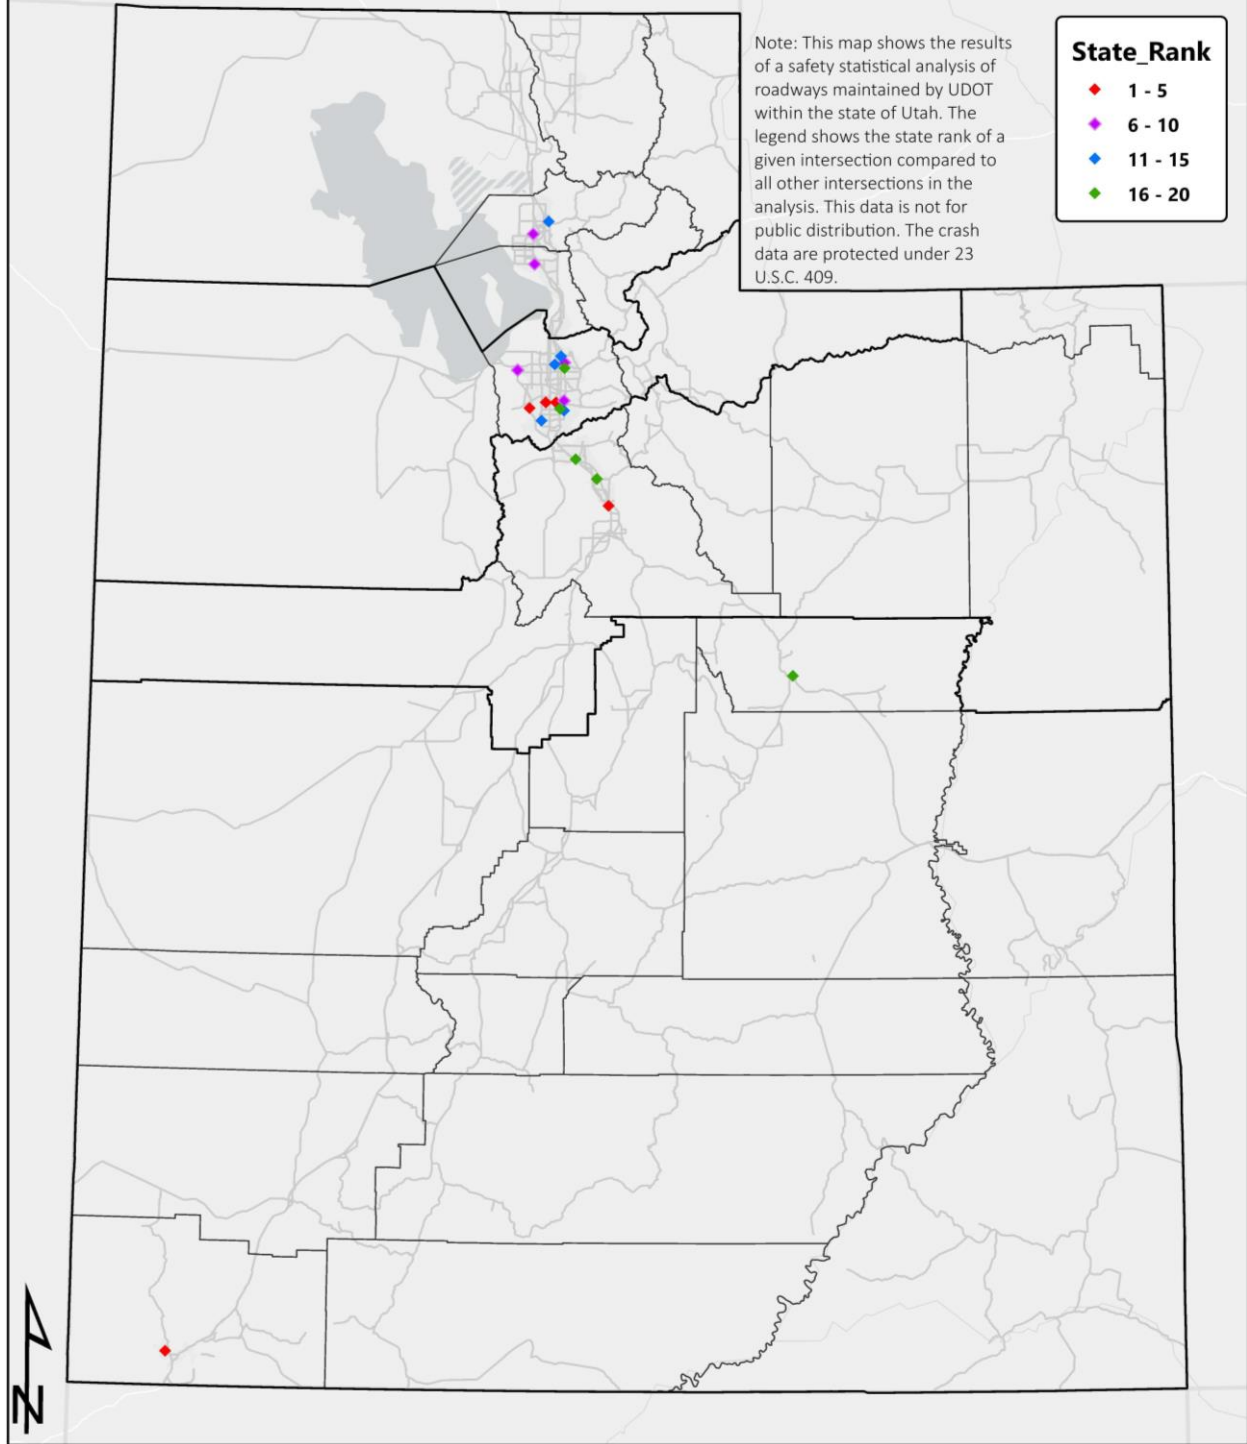 Note: This map shows the results
of a safety statistical analysis of
roadways maintained by UDOT
within the state of Utah. The
legend shows the state rank of a
given intersection compared to
all other intersections in the
analysis. This data is not for
public distribution. The crash
data are protected under 23
U.S.C. 409.
State_Rank
1 - 5
6 - 10
11 - 15
16 - 20
N